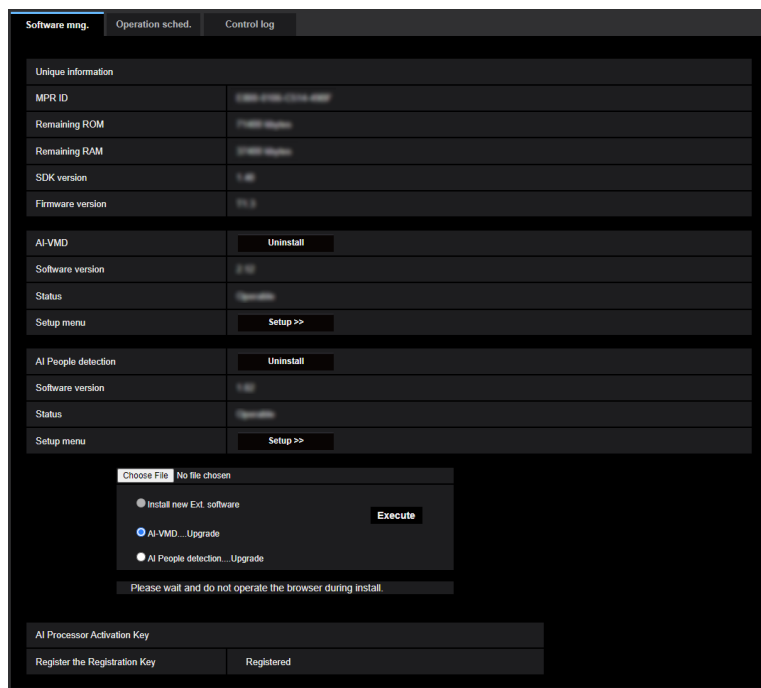 Software mng. Operation sched. Control log
Unique information
MPR ID
Remaining ROM
Remaining RAM
SDK version
Firmware version
AI-VMD Uninstall
Software version
Status
Setup menu Setup >>
AI People detection Uninstall
Software version
Status
Setup menu Setup >>
Choose File No file chosen
Install new Ext. software
Execute
AI-VMD....Upgrade
AI People detection....Upgrade
Please wait and do not operate the browser during install.
AI Processor Activation Key
Register the Registration Key Registered